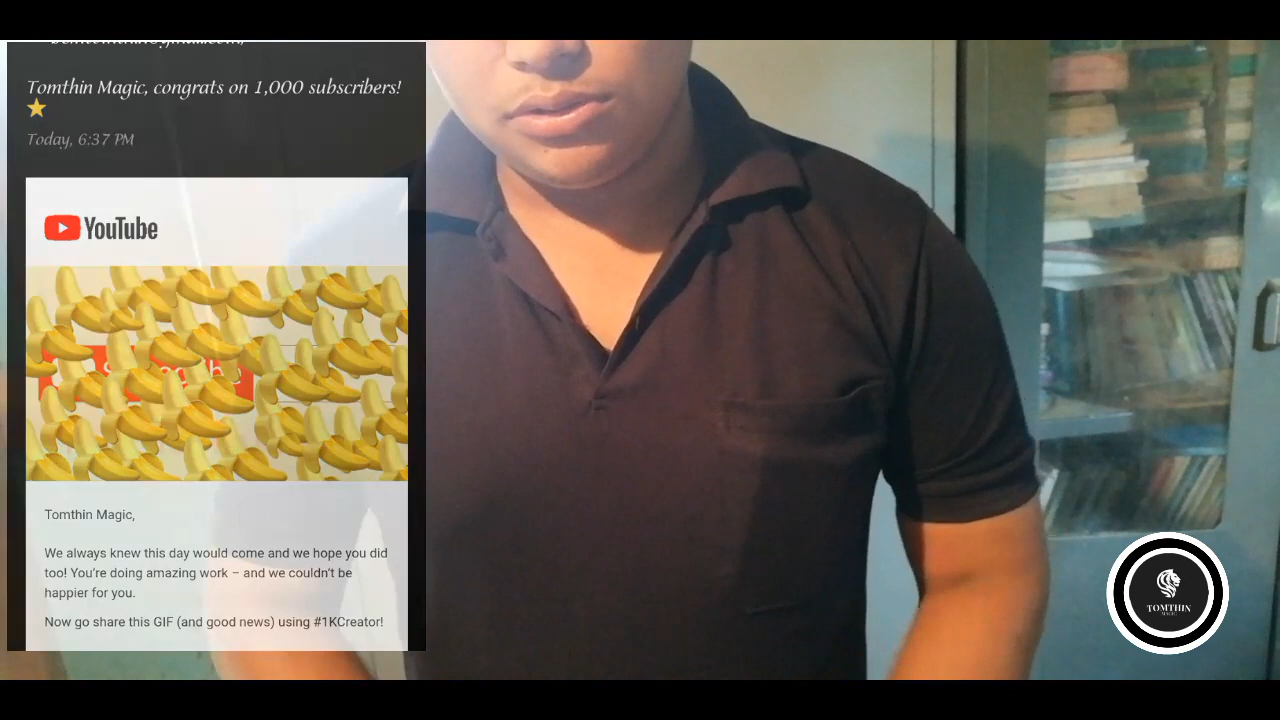 Tomthin Magic, congrats on 1,000 subscribers!
Today, 6:37 PM
YouTube
Tomthin Magic,
We always knew this day would come and we hope you did
too! You're doing amazing work – and we couldn't be
happier for you.
Now go share this GIF (and good news) using #1KCreator!
TOMTHIN
MAGIC